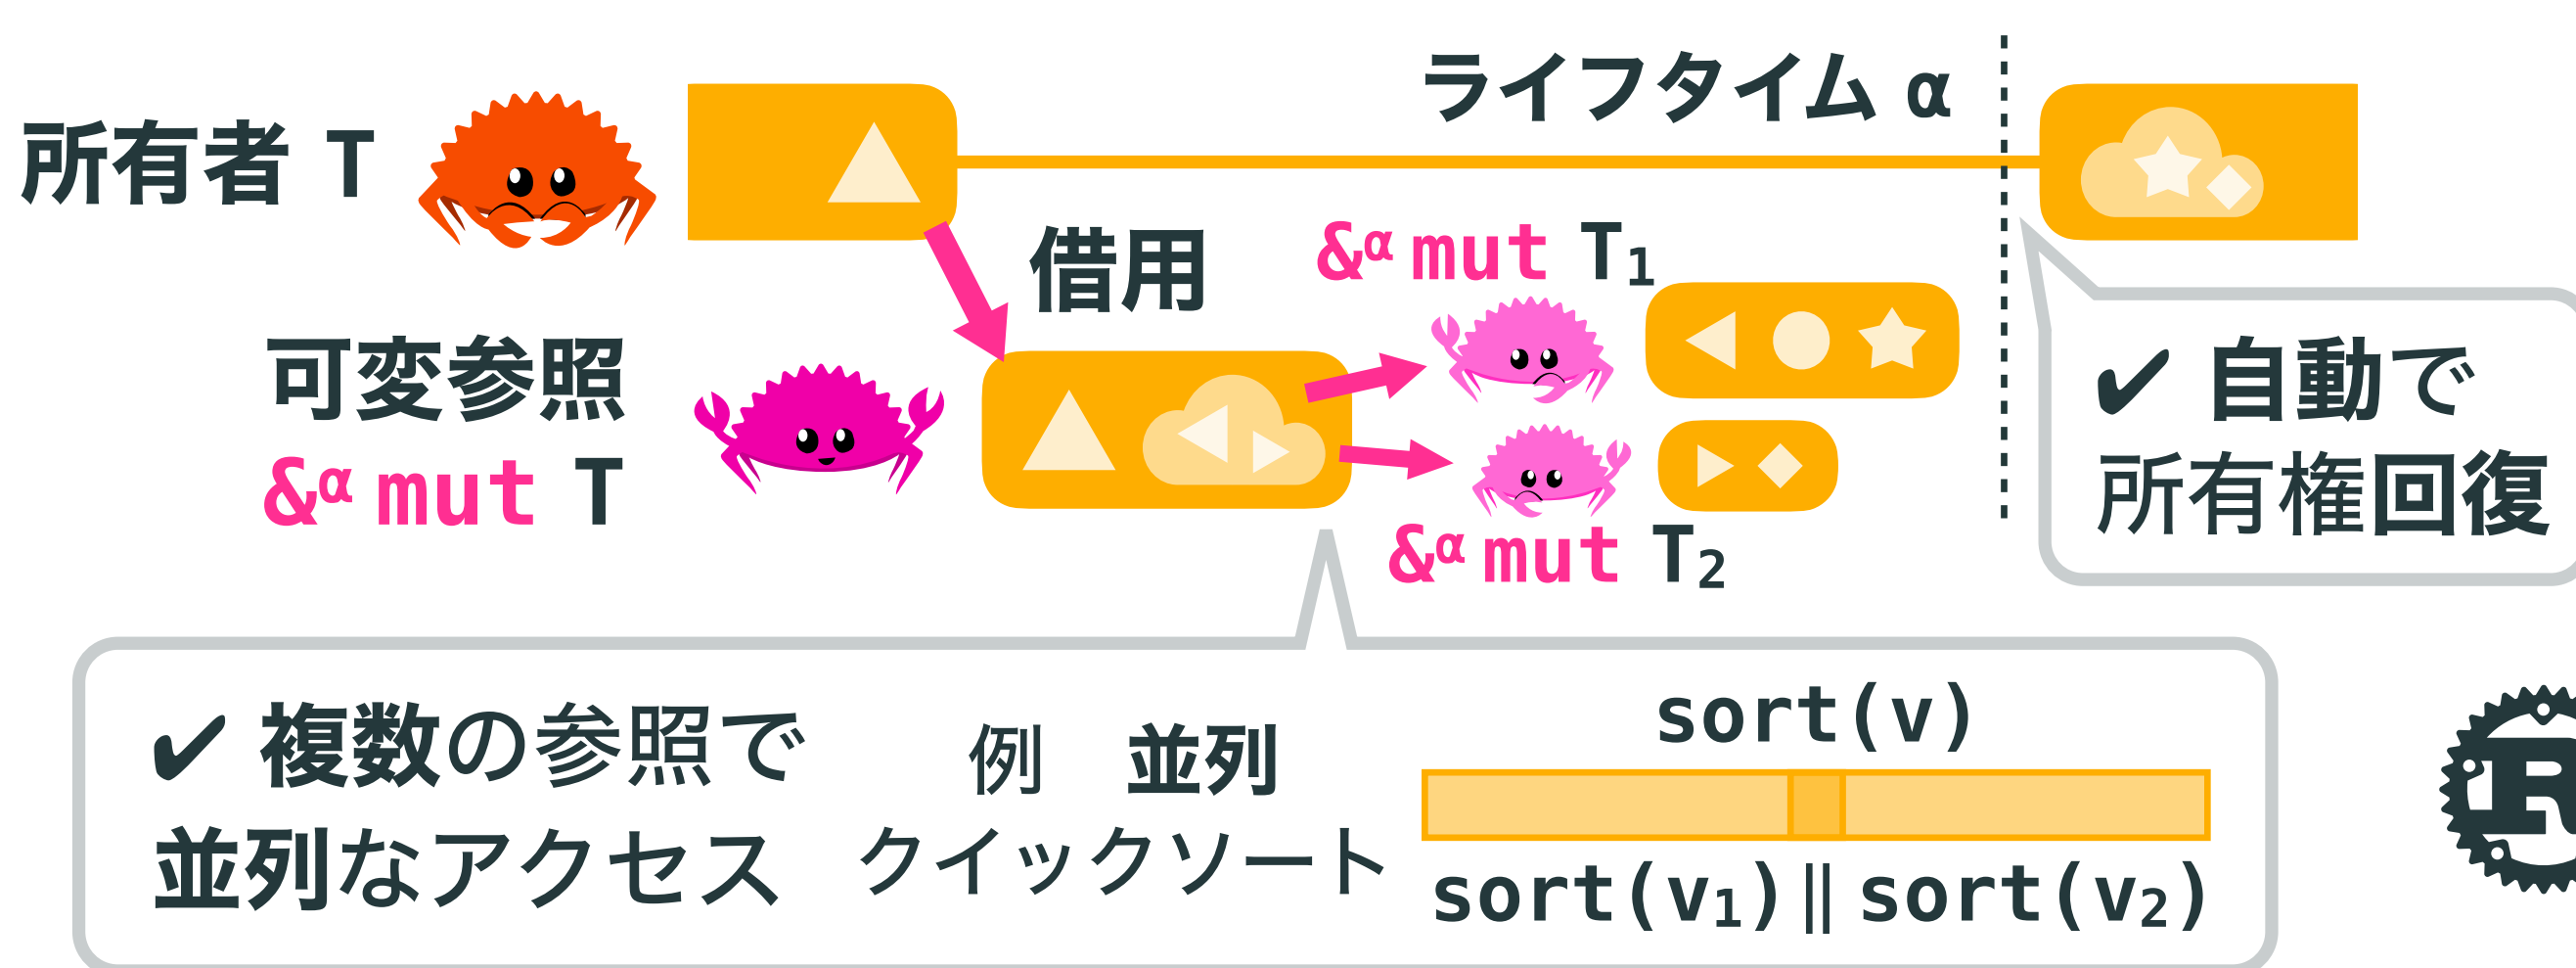 ライフタイム α
所有者 T
借用
&α mut T1
可変参照
&α mut T
&α mut T2
✔ 自動で
所有権回復
✔ 複数の参照で
並列なアクセス
例 並列
クイックソート
sort(v)
sort(v1)‖sort(v2)
R